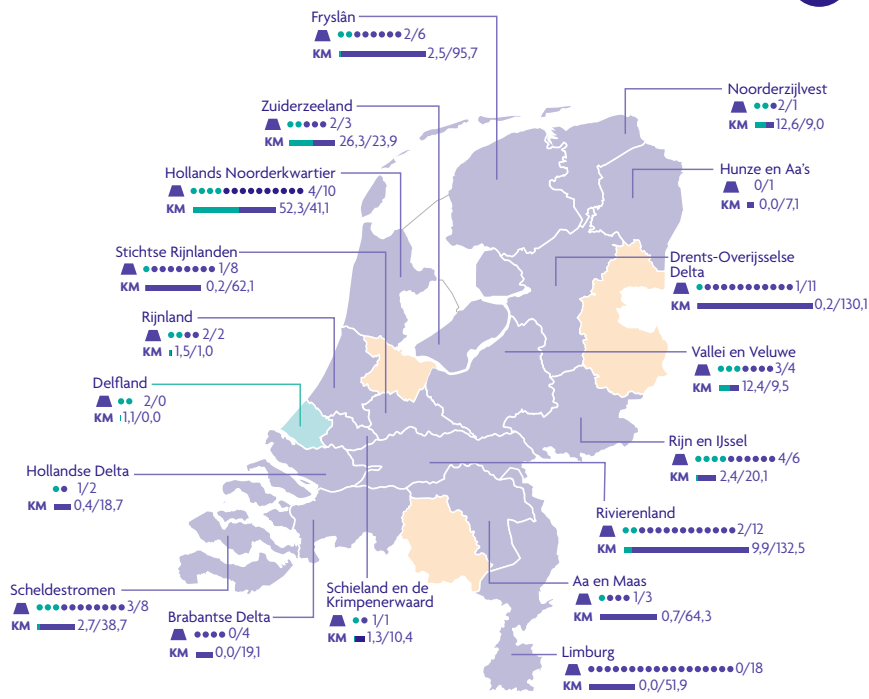 Fryslân
2/6
KM 2,5/95,7
Noorderzijlvest
2/1
KM 12,6/9,0
Zuiderzeeland
2/3
KM 26,3/23,9
Hunze en Aa's
0/1
KM 0,0/7,1
Hollands Noorderkwartier
4/10
KM 52,3/41,1
Stichtse Rijnlanden
1/8
KM 0,2/62,1
Drents-Overijsselse
Delta
1/11
KM 0,2/130,1
Rijnland
2/2
KM 1,5/1,0
Vallei en Veluwe
3/4
KM 12,4/9,5
Delfland
2/0
KM 1,1/0,0
Rijn en IJssel
4/6
KM 2,4/20,1
Hollandse Delta
1/2
KM 0,4/18,7
Rivierenland
2/12
KM 9,9/132,5
Scheldestromen
3/8
KM 2,7/38,7
Brabantse Delta
0/4
KM 0,0/19,1
Schieland en de
Krimpenerwaard
1/1
KM 1,3/10,4
Aa en Maas
1/3
KM 0,7/64,3
Limburg
0/18
KM 0,0/51,9